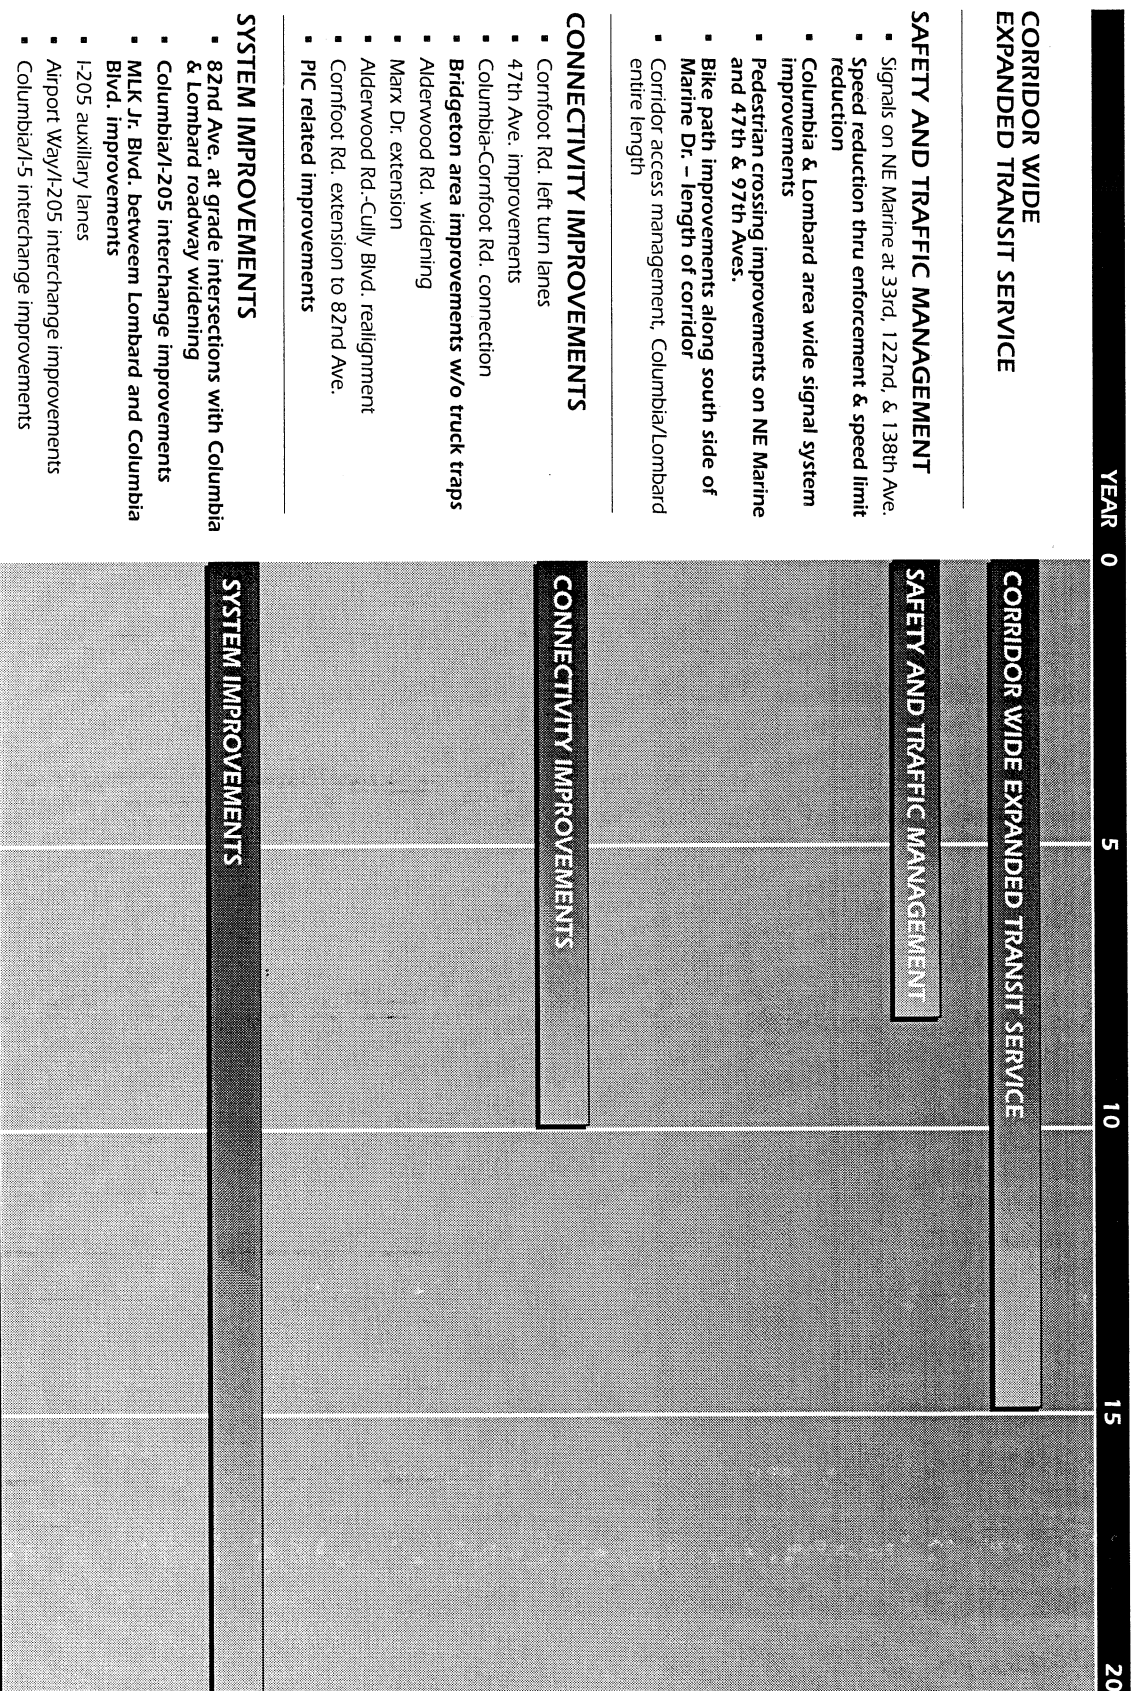 YEAR 0 5 10 15 20
CORRIDOR WIDE
EXPANDED TRANSIT SERVICE
CORRIDOR WIDE EXPANDED TRANSIT SERVICE
SAFETY AND TRAFFIC MANAGEMENT
▪ Signals on NE Marine at 33rd, 122nd, & 138th Ave.
▪ Speed reduction thru enforcement & speed limit
reduction
▪ Columbia & Lombard area wide signal system
improvements
▪ Pedestrian crossing improvements on NE Marine
and 47th & 97th Aves.
▪ Bike path improvements along south side of
Marine Dr. – length of corridor
▪ Corridor access management, Columbia/Lombard
entire length
SAFETY AND TRAFFIC MANAGEMENT
CONNECTIVITY IMPROVEMENTS
▪ Cornfoot Rd. left turn lanes
▪ 47th Ave. improvements
▪ Columbia-Cornfoot Rd. connection
▪ Bridgeton area improvements w/o truck traps
▪ Alderwood Rd. widening
▪ Marx Dr. extension
▪ Alderwood Rd.-Cully Blvd. realignment
▪ Cornfoot Rd. extension to 82nd Ave.
▪ PIC related improvements
CONNECTIVITY IMPROVEMENTS
SYSTEM IMPROVEMENTS
▪ 82nd Ave. at grade intersections with Columbia
& Lombard roadway widening
▪ Columbia/I-205 interchange improvements
▪ MLK Jr. Blvd. betweem Lombard and Columbia
Blvd. improvements
▪ I-205 auxillary lanes
▪ Airport Way/I-205 interchange improvements
▪ Columbia/I-5 interchange improvements
SYSTEM IMPROVEMENTS